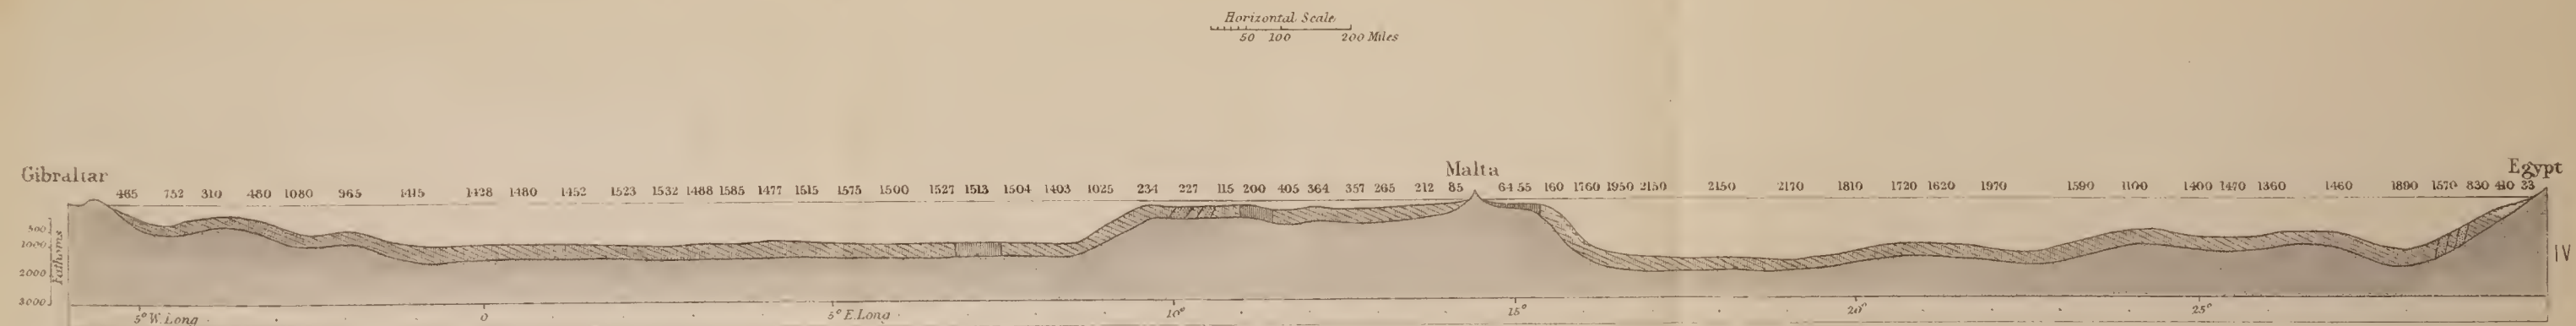 Horizontal Scale
50 100 200 Miles
Gibraltar
Malta
Egypt
465 752 310 480 1080 965 1415 1428 1480 1452 1523 1532 1488 1585 1477 1515 1575 1500 1527 1513 1504 1403 1025 234 227 115 200 405 364 357 265 212 85 64 55 160 1760 1950 2150 2150 2170 1810 1720 1620 1970 1590 1100 1400 1470 1360 1460 1890 1570 830 410 33
500
1000
2000
3000
Fathoms
IV
5° W. Long 0 5° E. Long 10° 15° 20° 25°